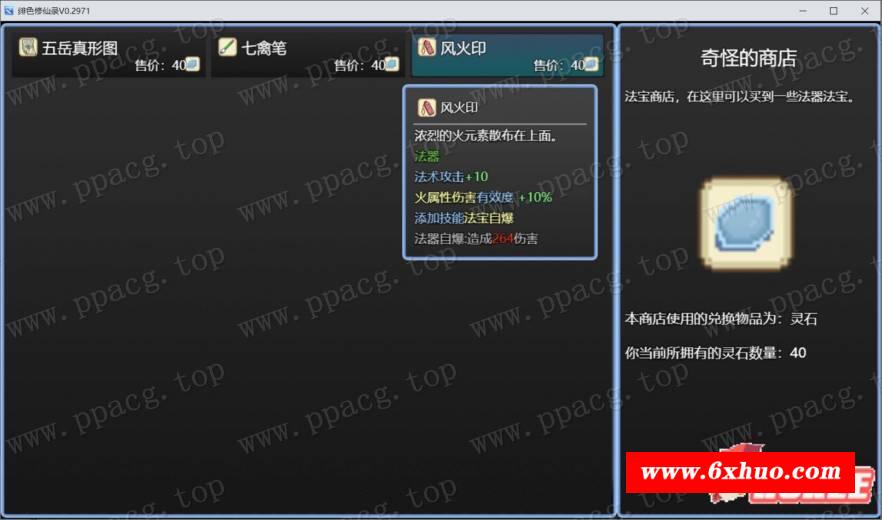 绯色修仙录V0.2971
五岳真形图
售价：40
七禽笔
售价：40
风火印
售价：40
风火印
浓烈的火元素散布在上面。
法器
法术攻击+10
火属性伤害有效度 +10%
添加技能法宝自爆
法器自爆:造成264伤害
奇怪的商店
法宝商店，在这里可以买到一些法器法宝。
本商店使用的兑换物品为：灵石
你当前所拥有的灵石数量：40
www.ppacg.top
www.6xhuo.com